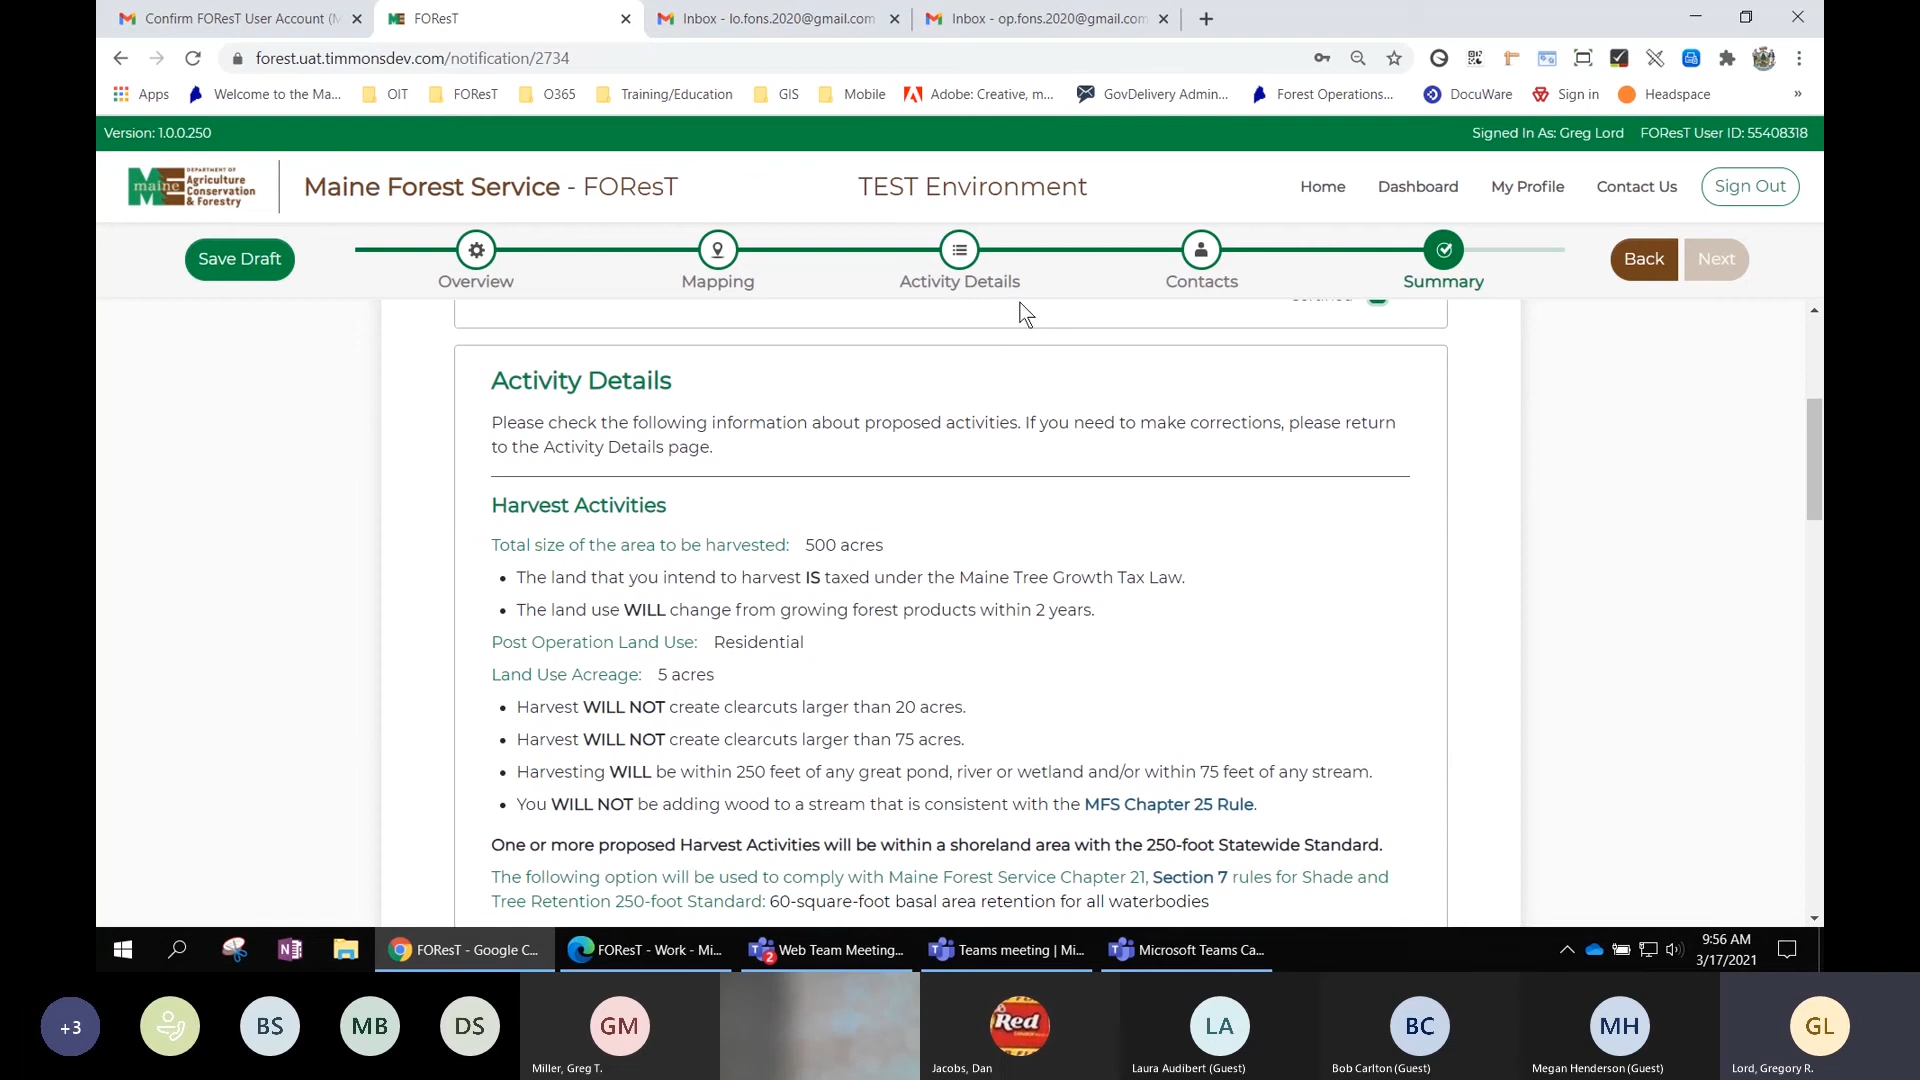 Confirm FOResT User Account (M
FOResT
Inbox - lo.fons.2020@gmail.com
Inbox - op.fons.2020@gmail.com
forest.uat.timmonsdev.com/notification/2734
Apps
Welcome to the Ma...
OIT
FOResT
O365
Training/Education
GIS
Mobile
Adobe: Creative, m...
GovDelivery Admin...
Forest Operations...
DocuWare
Sign in
Headspace
»
Version: 1.0.0.250
Signed In As: Greg Lord
FOResT User ID: 55408318
maine
DEPARTMENT OF
Agriculture
Conservation
& Forestry
Maine Forest Service - FOResT
TEST Environment
Home
Dashboard
My Profile
Contact Us
Sign Out
Save Draft
Overview
Mapping
Activity Details
Contacts
Summary
Back
Next
Activity Details
Please check the following information about proposed activities. If you need to make corrections, please return
to the Activity Details page.
Harvest Activities
Total size of the area to be harvested: 500 acres
• The land that you intend to harvest IS taxed under the Maine Tree Growth Tax Law.
• The land use WILL change from growing forest products within 2 years.
Post Operation Land Use: Residential
Land Use Acreage: 5 acres
• Harvest WILL NOT create clearcuts larger than 20 acres.
• Harvest WILL NOT create clearcuts larger than 75 acres.
• Harvesting WILL be within 250 feet of any great pond, river or wetland and/or within 75 feet of any stream.
• You WILL NOT be adding wood to a stream that is consistent with the MFS Chapter 25 Rule.
One or more proposed Harvest Activities will be within a shoreland area with the 250-foot Statewide Standard.
The following option will be used to comply with Maine Forest Service Chapter 21, Section 7 rules for Shade and
Tree Retention 250-foot Standard: 60-square-foot basal area retention for all waterbodies
FOResT - Google C...
FOResT - Work - Mi...
2
Web Team Meeting...
Teams meeting | Mi...
Microsoft Teams Ca...
9:56 AM
3/17/2021
+3
BS
MB
DS
GM
Red
LA
BC
MH
GL
Miller, Greg T.
Jacobs, Dan
Laura Audibert (Guest)
Bob Carlton (Guest)
Megan Henderson (Guest)
Lord, Gregory R.